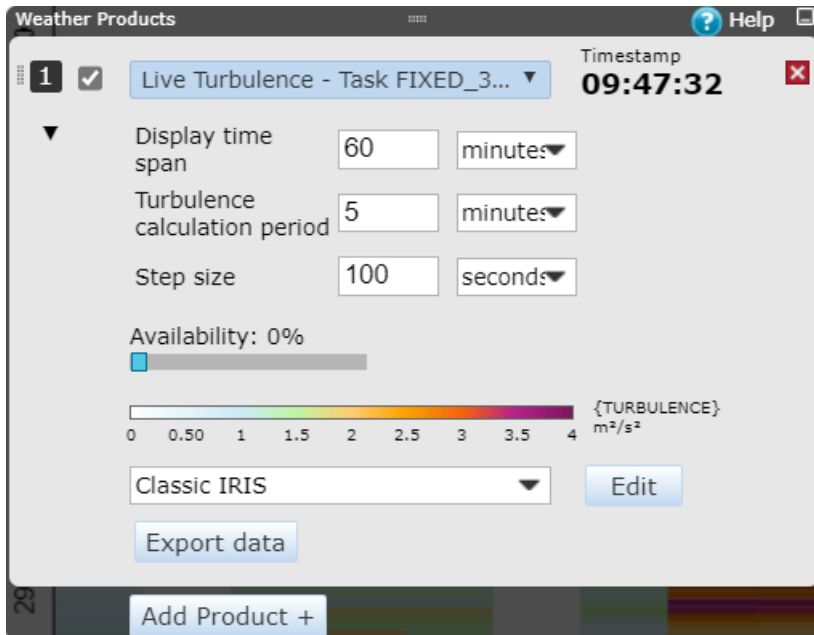 Weather Products
Help
1
Live Turbulence - Task FIXED_3...
Timestamp
09:47:32
Display time
span
60
minutes
Turbulence
calculation period
5
minutes
Step size
100
seconds
Availability: 0%
{TURBULENCE}
m²/s²
0 0.50 1 1.5 2 2.5 3 3.5 4
Classic IRIS
Edit
Export data
29
Add Product +